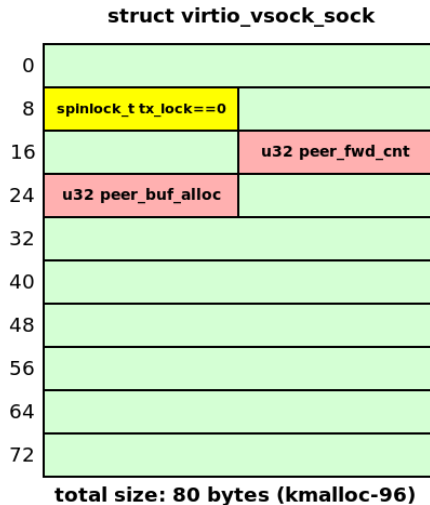 struct virtio_vsock_sock
0
8 spinlock_t tx_lock==0
16 u32 peer_fwd_cnt
24 u32 peer_buf_alloc
32
40
48
56
64
72
total size: 80 bytes (kmalloc-96)